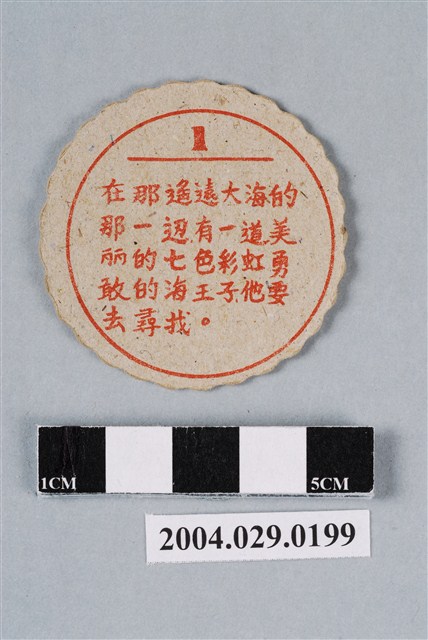 1
在那遙遠大海的
那一边有一道美
丽的七色彩虹勇
敢的海王子他要
去尋找。
1CM
5CM
2004.029.0199